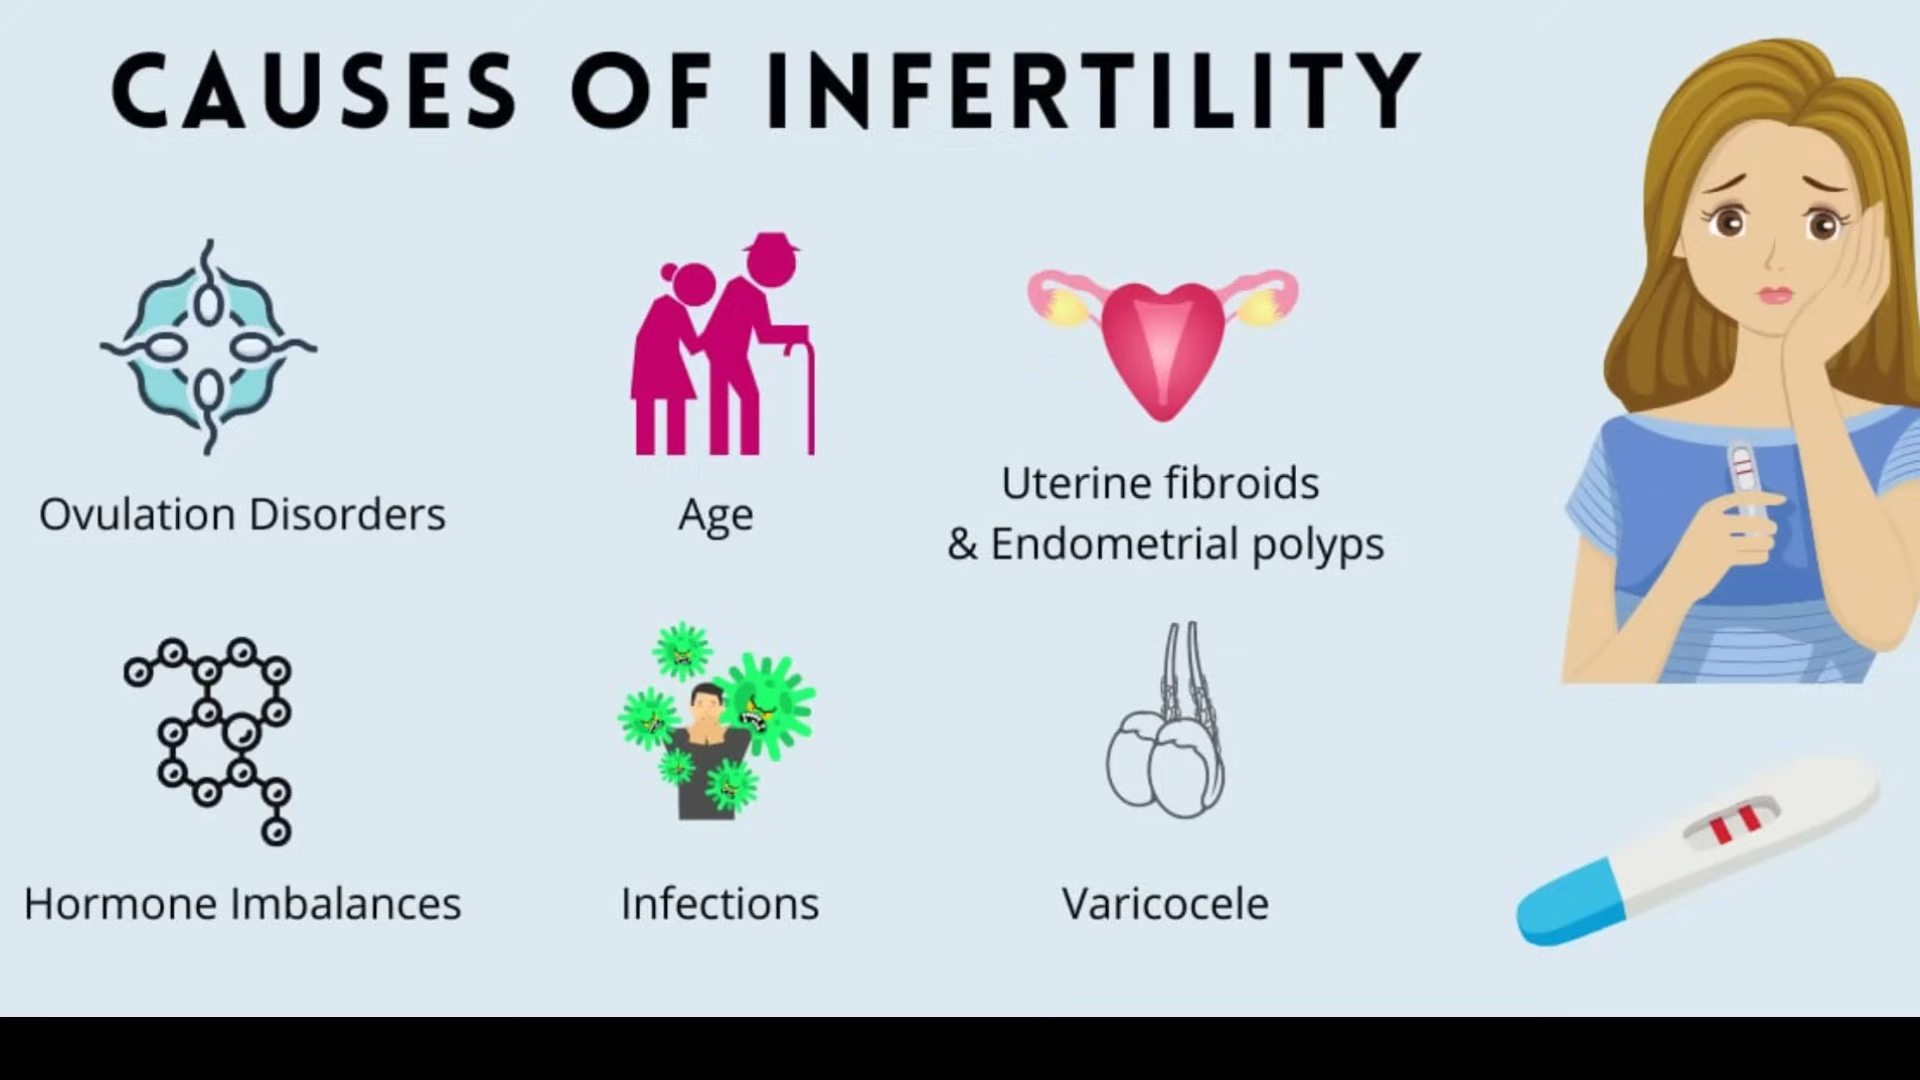 CAUSES OF INFERTILITY
Ovulation Disorders
Age
Uterine fibroids
& Endometrial polyps
Hormone Imbalances
Infections
Varicocele